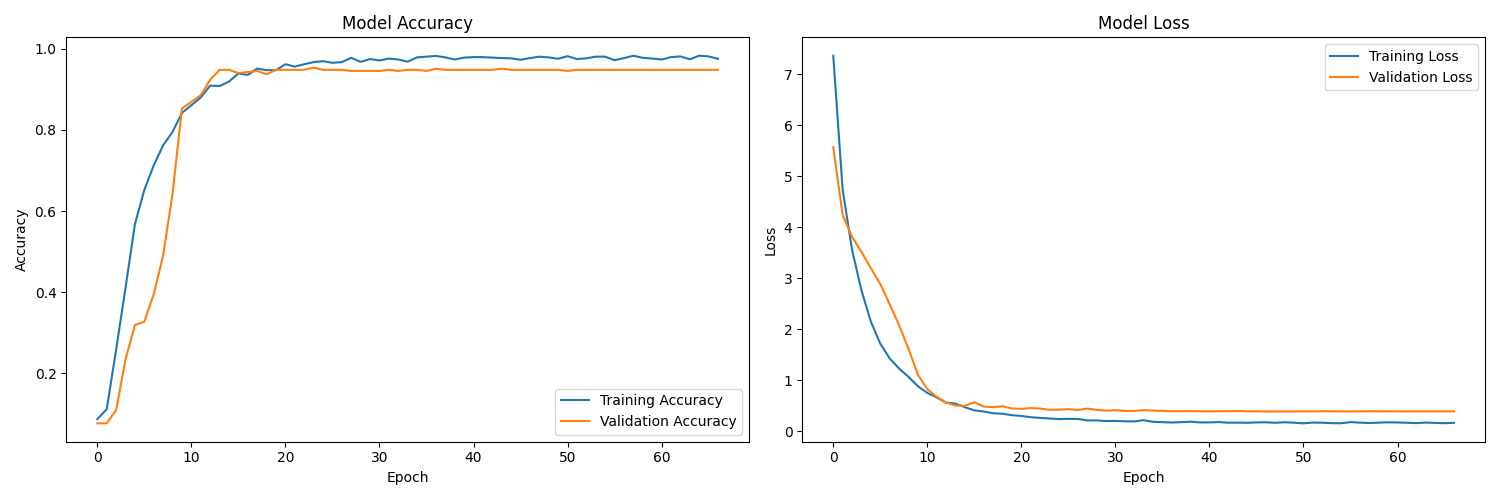 Model Accuracy
1.0
0.8
0.6
0.4
0.2
Accuracy
Training Accuracy
Validation Accuracy
0 10 20 30 40 50 60
Epoch
Model Loss
Training Loss
Validation Loss
7
6
5
4
3
2
1
0
Loss
0 10 20 30 40 50 60
Epoch